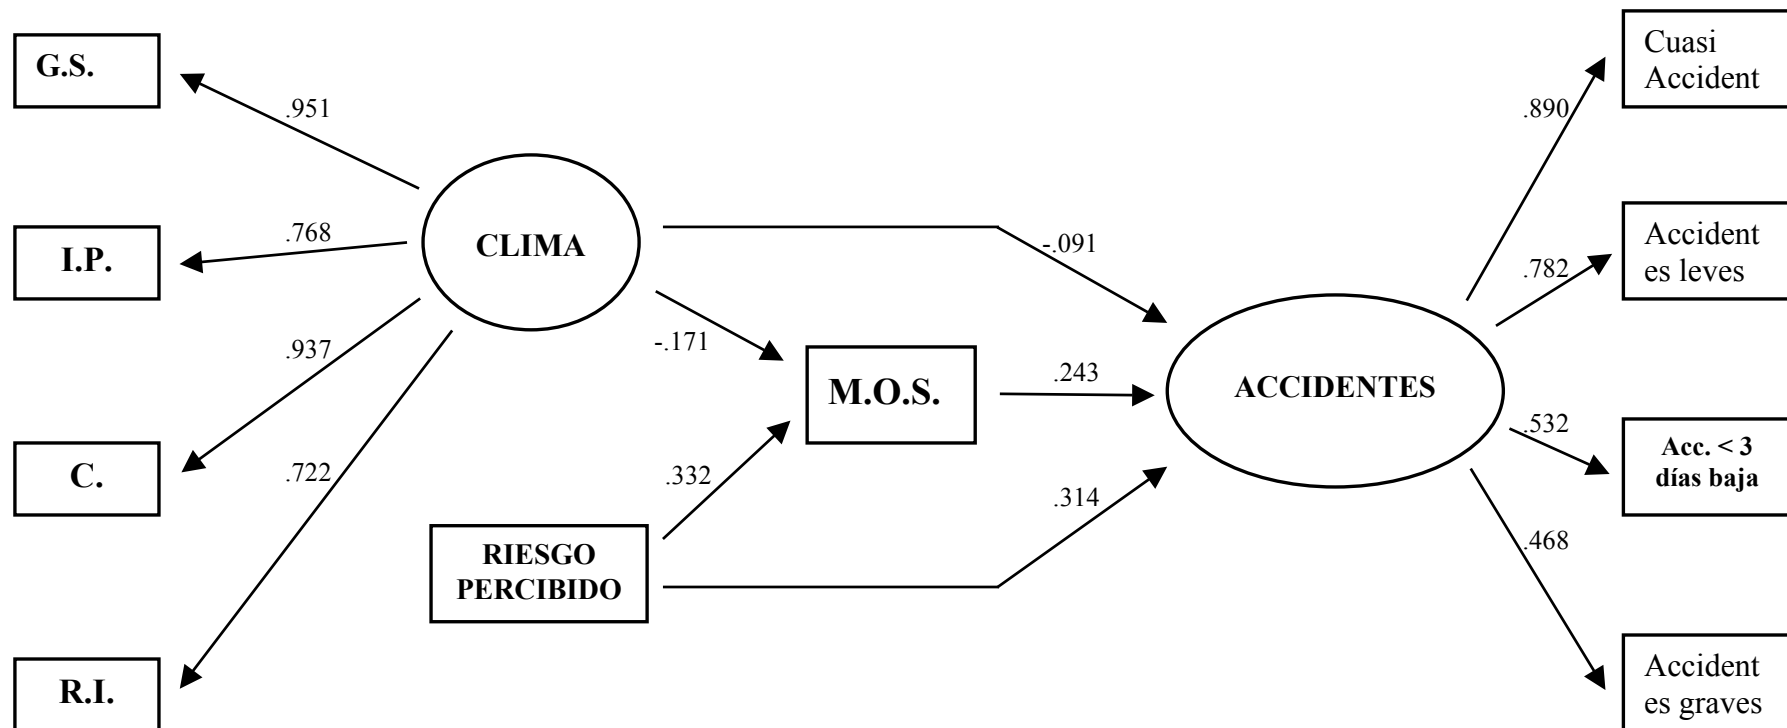 G.S.
.951
I.P.
.768
C.
.937
R.I.
.722
CLIMA
-.091
-.171
M.O.S.
.243
RIESGO
PERCIBIDO
.332
.314
ACCIDENTES
.890
Cuasi
Accident
.782
Accident
es leves
.532
Acc. < 3
días baja
.468
Accident
es graves